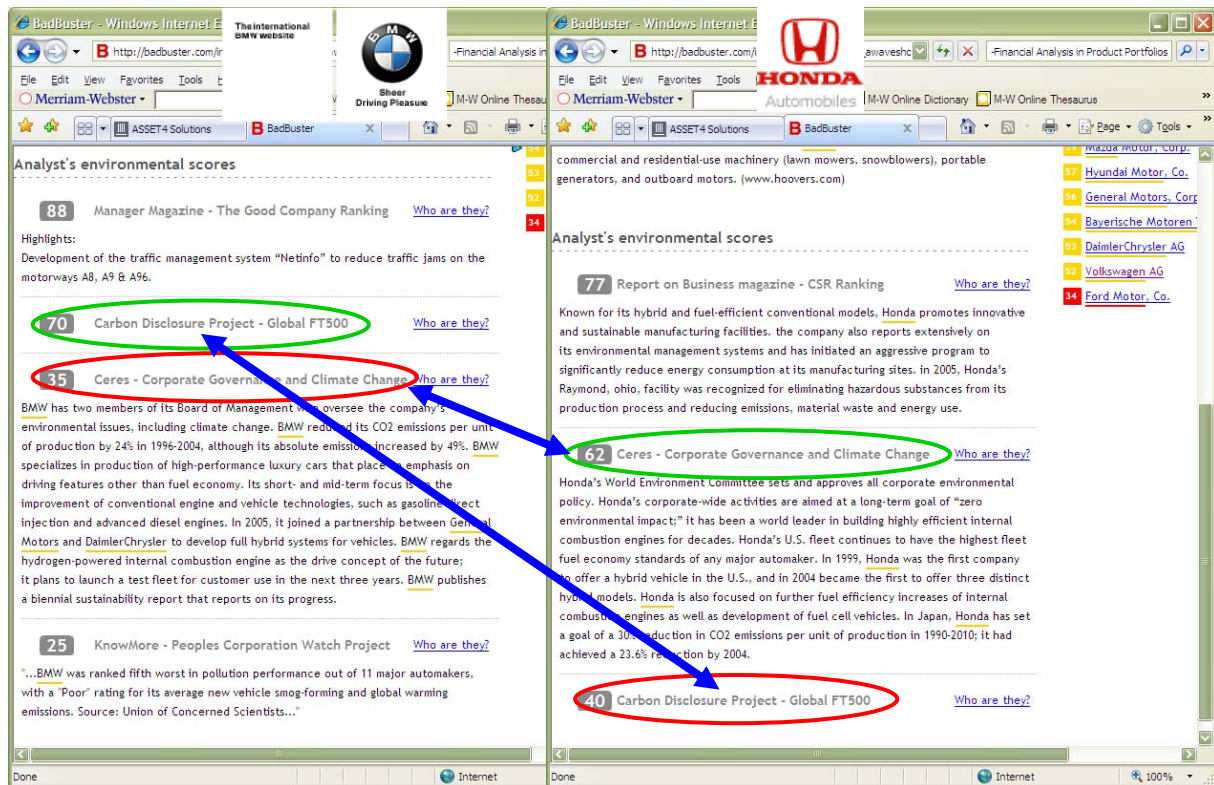 BadBuster - Windows Internet E
The international
BMW website
BMW
Sheer
Driving Pleasure
B http://badbuster.com/ir
-Financial Analysis in
File Edit View Favorites Tools
Merriam-Webster
M-W Online Thesau
ASSET4 Solutions
B BadBuster x
Analyst's environmental scores
53
52
34
88 Manager Magazine - The Good Company Ranking Who are they?
Highlights:
Development of the traffic management system “Netinfo” to reduce traffic jams on the
motorways A8, A9 & A96.
70 Carbon Disclosure Project - Global FT500 Who are they?
35 Ceres - Corporate Governance and Climate Change Who are they?
BMW has two members of its Board of Management who oversee the company's
environmental issues, including climate change. BMW reduced its CO2 emissions per unit
of production by 24% in 1996-2004, although its absolute emissions increased by 49%. BMW
specializes in production of high-performance luxury cars that place an emphasis on
driving features other than fuel economy. Its short- and mid-term focus is on the
improvement of conventional engine and vehicle technologies, such as gasoline direct
injection and advanced diesel engines. In 2005, it joined a partnership between General
Motors and DaimlerChrysler to develop full hybrid systems for vehicles. BMW regards the
hydrogen-powered internal combustion engine as the drive concept of the future;
it plans to launch a test fleet for customer use in the next three years. BMW publishes
a biennial sustainability report that reports on its progress.
25 KnowMore - Peoples Corporation Watch Project Who are they?
"...BMW was ranked fifth worst in pollution performance out of 11 major automakers,
with a "Poor" rating for its average new vehicle smog-forming and global warming
emissions. Source: Union of Concerned Scientists..."
Done Internet
BadBuster - Windows Internet E
HONDA
Automobiles
B http://badbuster.com/i
awaveshc
-Financial Analysis in Product Portfolios
File Edit View Favorites Tools
Merriam-Webster
M-W Online Dictionary M-W Online Thesaurus »
ASSET4 Solutions
B BadBuster x
Page Tools »
commercial and residential-use machinery (lawn mowers, snowblowers), portable
generators, and outboard motors. (www.hoovers.com)
Mazda Motor, Corp.
57 Hyundai Motor, Co.
56 General Motors, Corp
54 Bayerische Motoren
53 DaimlerChrysler AG
52 Volkswagen AG
34 Ford Motor, Co.
Analyst's environmental scores
77 Report on Business magazine - CSR Ranking Who are they?
Known for its hybrid and fuel-efficient conventional models, Honda promotes innovative
and sustainable manufacturing facilities. the company also reports extensively on
its environmental management systems and has initiated an aggressive program to
significantly reduce energy consumption at its manufacturing sites. in 2005, Honda's
Raymond, ohio, facility was recognized for eliminating hazardous substances from its
production process and reducing emissions, material waste and energy use.
62 Ceres - Corporate Governance and Climate Change Who are they?
Honda's World Environment Committee sets and approves all corporate environmental
policy. Honda's corporate-wide activities are aimed at a long-term goal of “zero
environmental impact;” it has been a world leader in building highly efficient internal
combustion engines for decades. Honda's U.S. fleet continues to have the highest fleet
fuel economy standards of any major automaker. In 1999, Honda was the first company
to offer a hybrid vehicle in the U.S., and in 2004 became the first to offer three distinct
hybrid models. Honda is also focused on further fuel efficiency increases of internal
combustion engines as well as development of fuel cell vehicles. In Japan, Honda has set
a goal of a 30% reduction in CO2 emissions per unit of production in 1990-2010; it had
achieved a 23.6% reduction by 2004.
40 Carbon Disclosure Project - Global FT500 Who are they?
Done Internet 100%